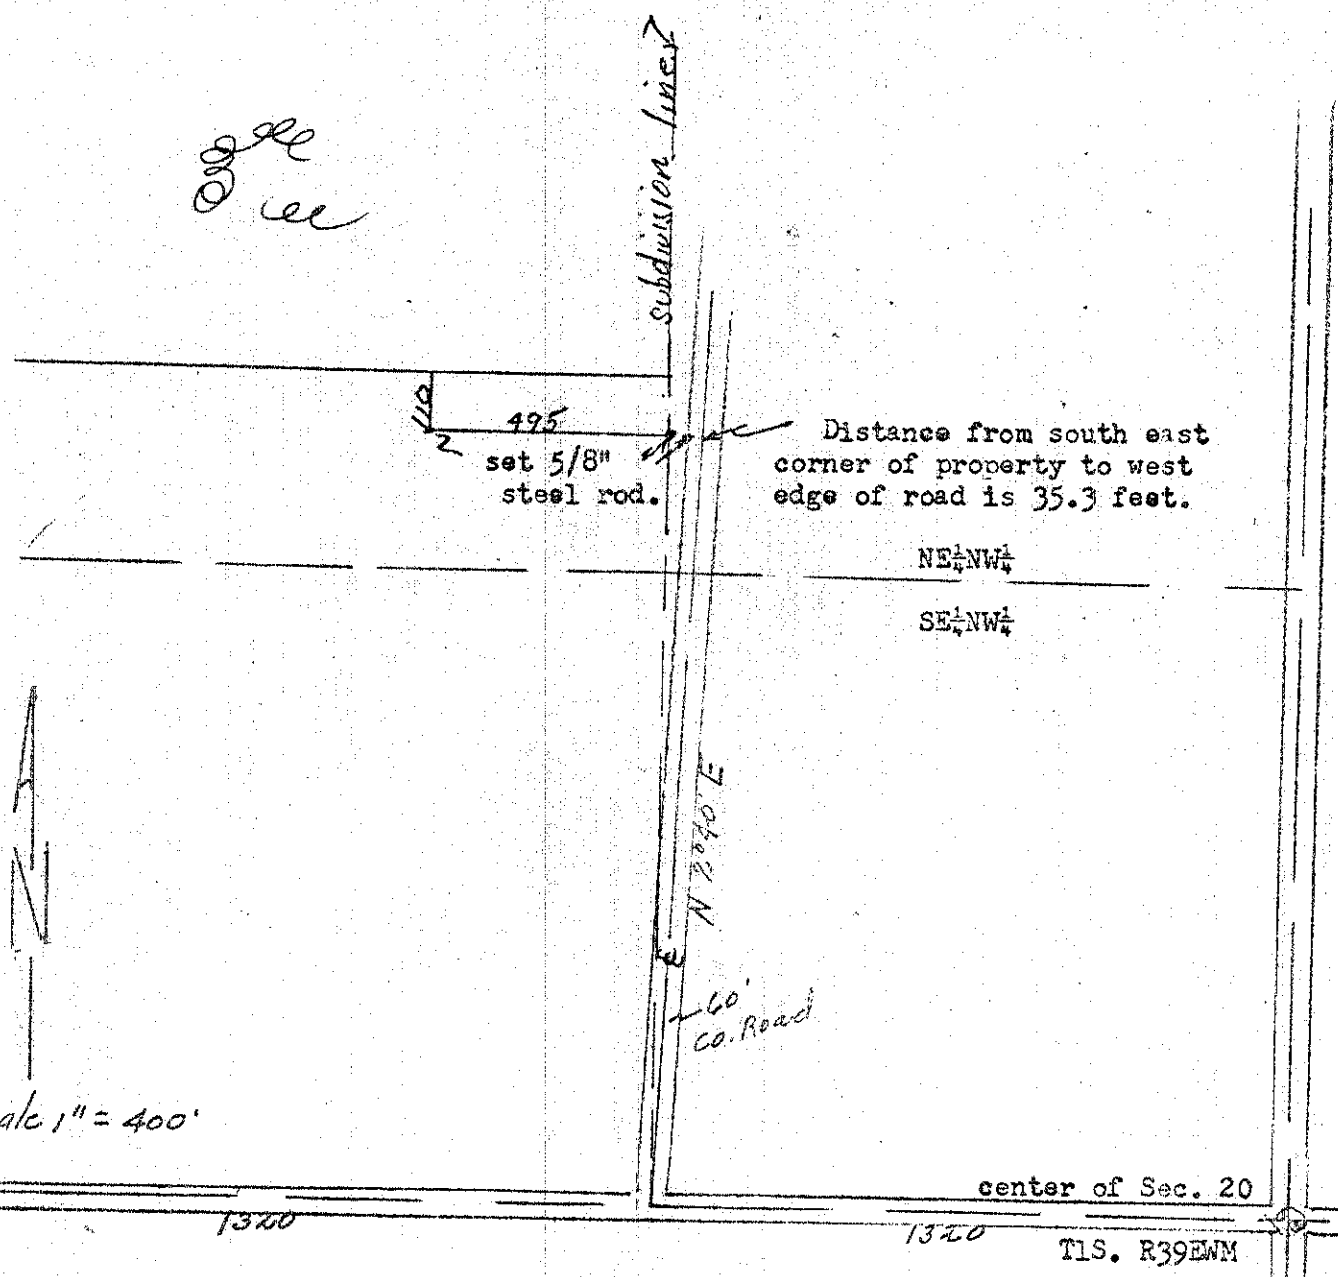 subdivision line
110
495
set 5/8"
steel rod.
Distance from south east
corner of property to west
edge of road is 35.3 feet.
NE¼NW¼
SE¼NW¼
N
60'
Co. Road
1" = 400'
center of Sec. 20
1320
1320
T1S. R39EWM